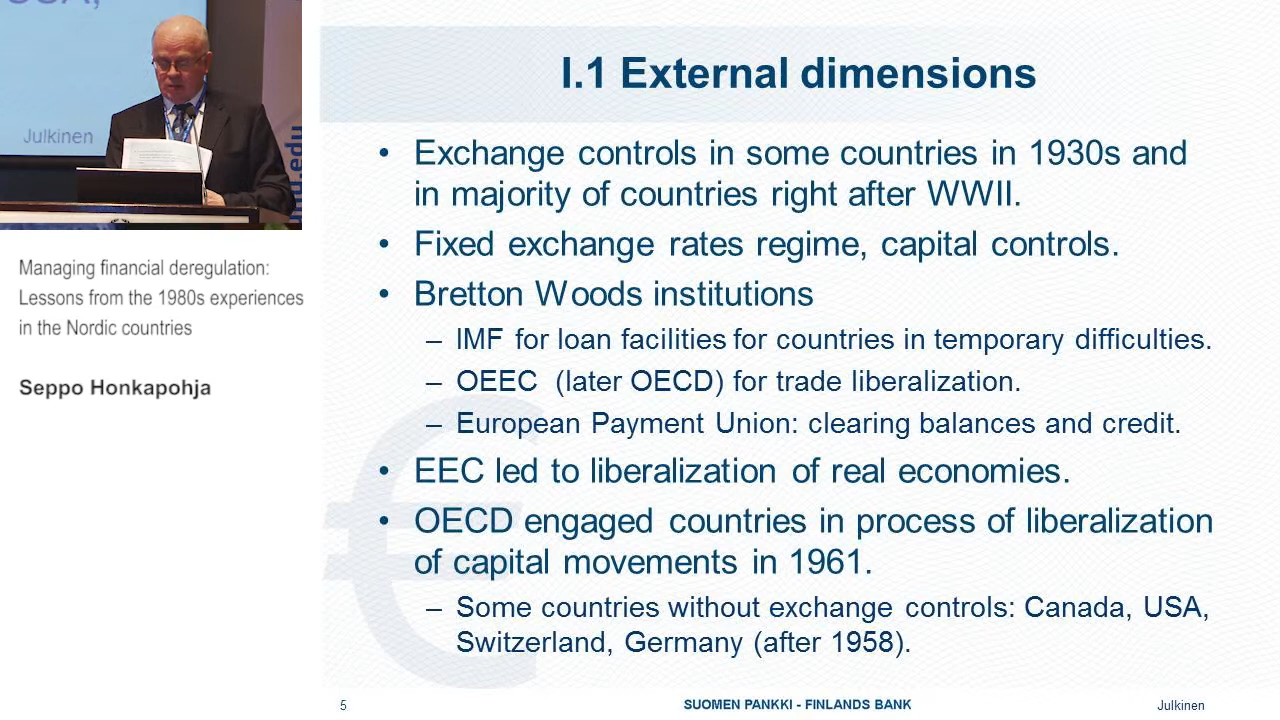 USA,
Julkinen
Managing financial deregulation:
Lessons from the 1980s experiences
in the Nordic countries
Seppo Honkapohja
I.1 External dimensions
• Exchange controls in some countries in 1930s and
in majority of countries right after WWII.
• Fixed exchange rates regime, capital controls.
• Bretton Woods institutions
– IMF for loan facilities for countries in temporary difficulties.
– OEEC (later OECD) for trade liberalization.
– European Payment Union: clearing balances and credit.
• EEC led to liberalization of real economies.
• OECD engaged countries in process of liberalization
of capital movements in 1961.
– Some countries without exchange controls: Canada, USA,
Switzerland, Germany (after 1958).
5
SUOMEN PANKKI - FINLANDS BANK
Julkinen